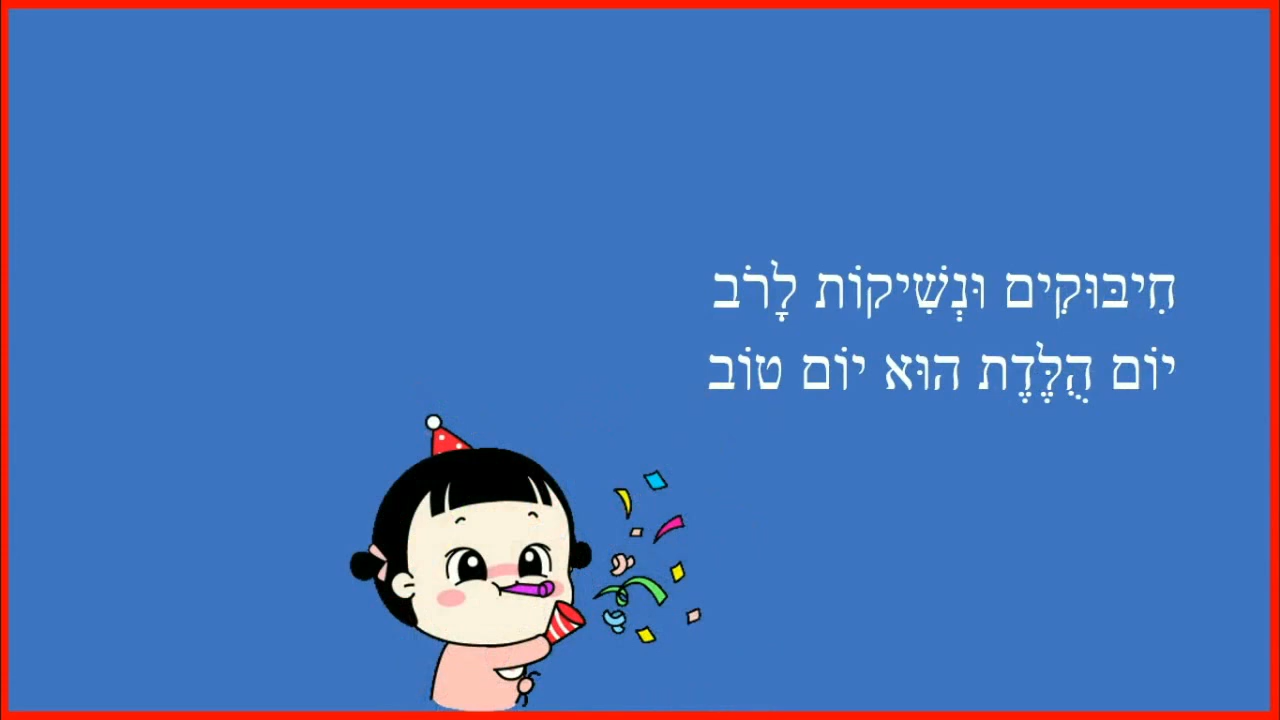 חִיבּוּקִים וּנְשִׁיקוֹת לָרֹב
יוֹם הֻלֶּדֶת הוּא יוֹם טוֹב